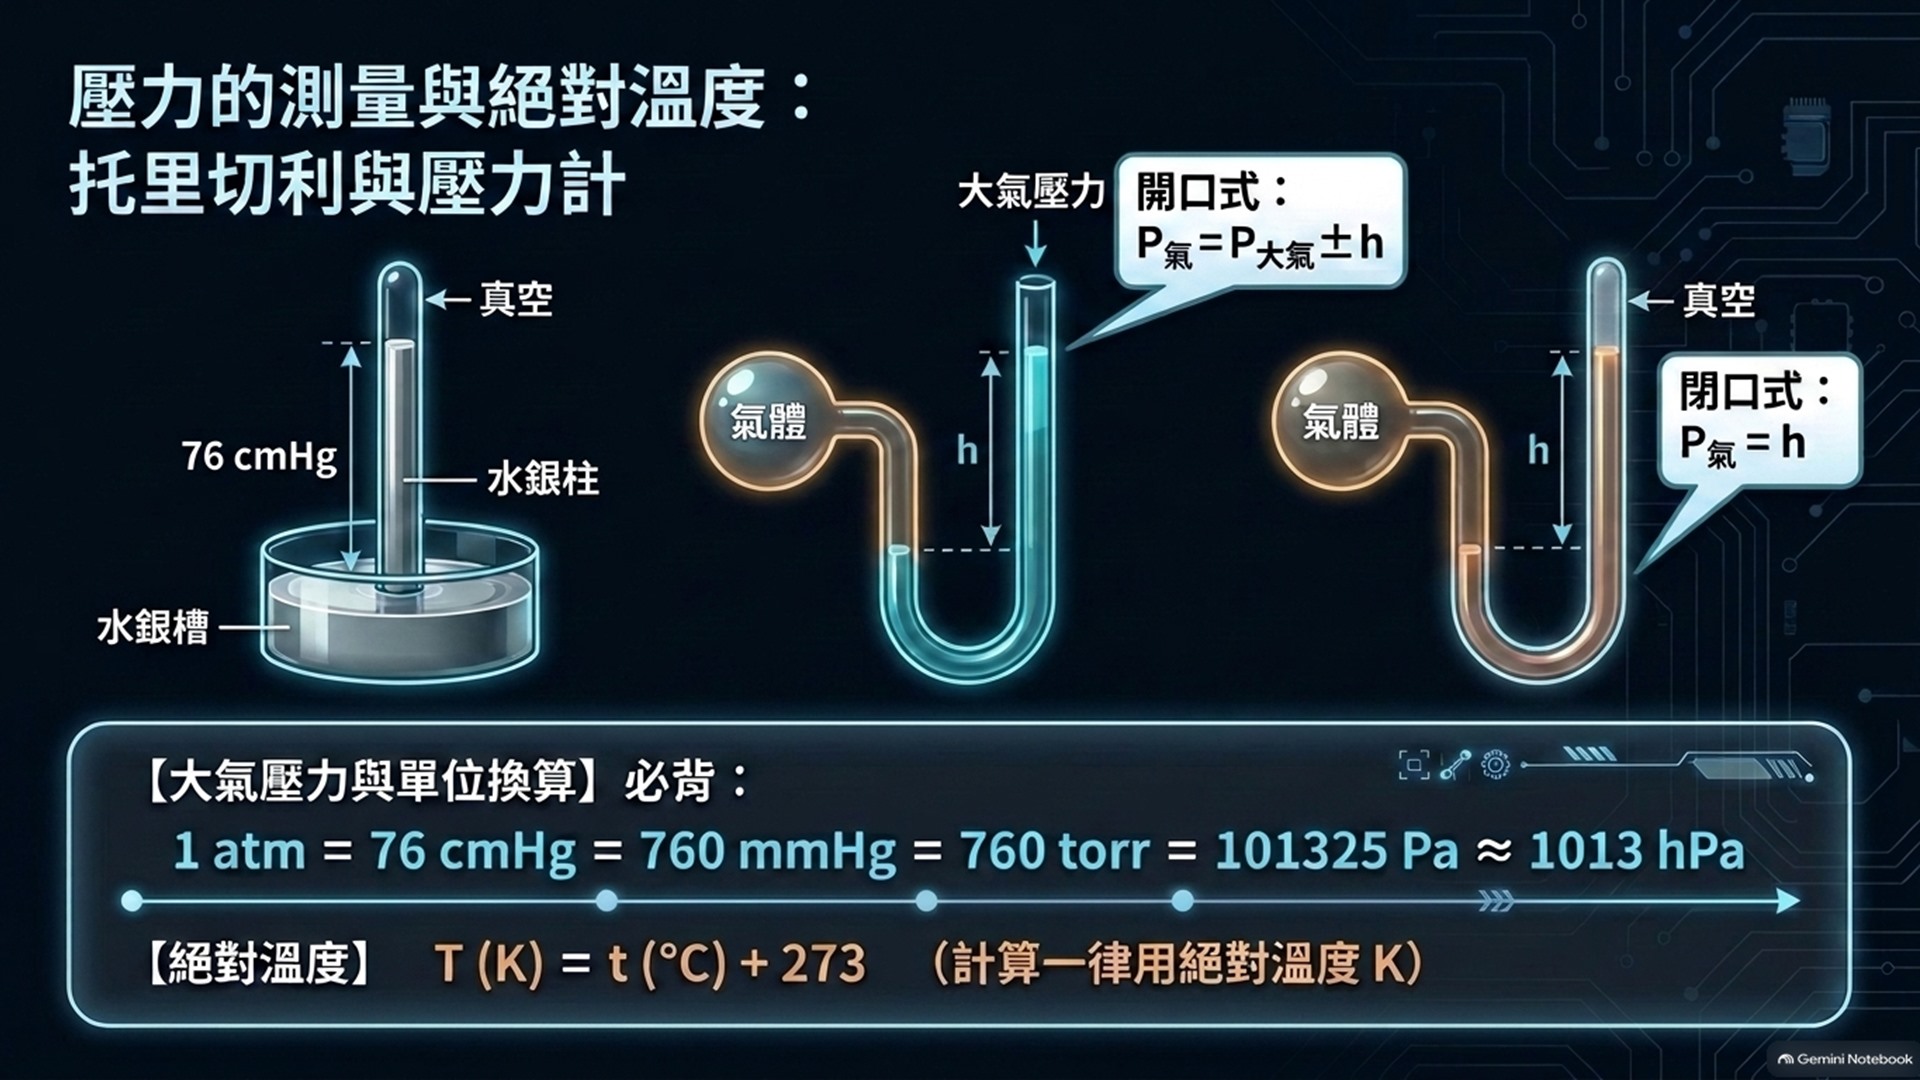 壓力的測量與絕對溫度：
托里切利與壓力計
真空
76 cmHg
水銀柱
水銀槽
大氣壓力
開口式：
P氣=P大氣±h
氣體
h
真空
閉口式：
P氣 = h
氣體
h
【大氣壓力與單位換算】必背：
1 atm = 76 cmHg = 760 mmHg = 760 torr = 101325 Pa ≈ 1013 hPa
【絕對溫度】 T (K) = t (°C) + 273 （計算一律用絕對溫度 K）
Gemini Notebook